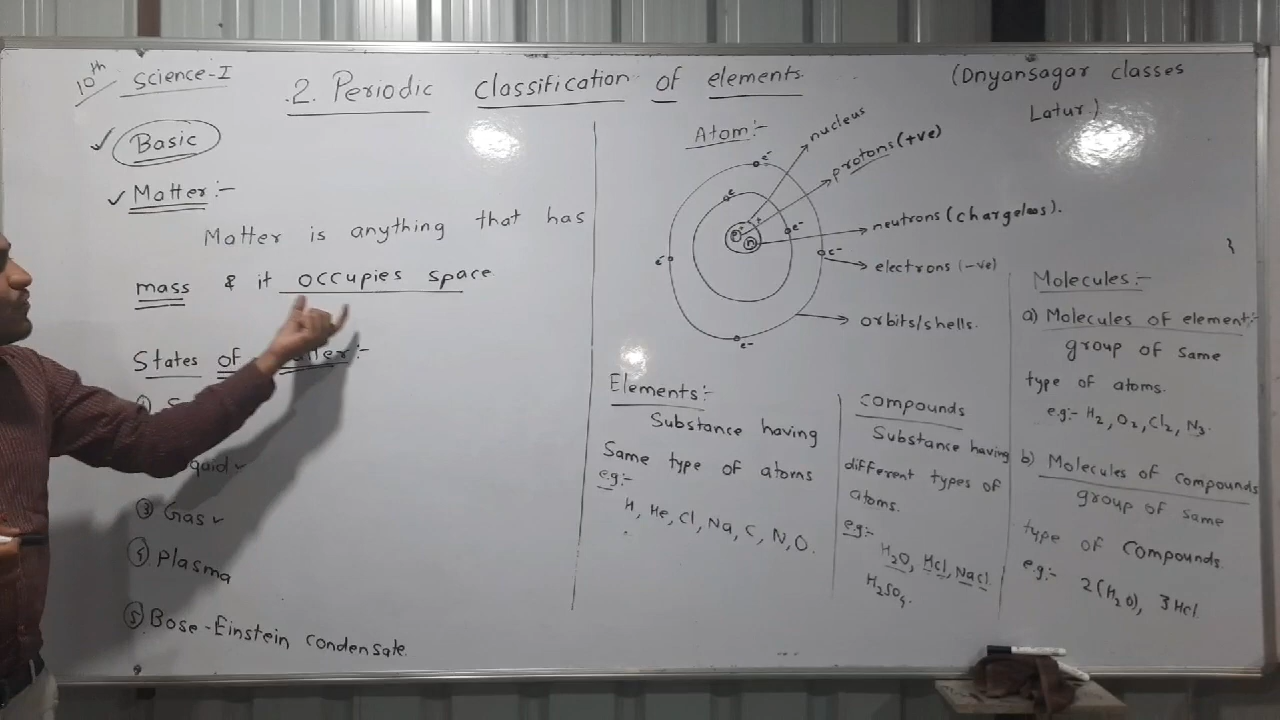 10th Science-I
2. Periodic classification of elements
(Dnyansagar classes
Latur.)
Basic
Matter:-
Matter is anything that has
mass & it occupies space
States of
① S
quid
③ Gas
④ Plasma
⑤ Bose-Einstein condensate.
Atom:-
nucleus
protons (+ve)
neutrons (chargeless).
electrons (-ve)
orbits/shells.
e-
e
e-
e-
e-
e-
p+
n
Elements:-
Substance having
Same type of atoms
e.g:-
H, He, Cl, Na, C, N, O.
compounds
Substance having
different types of
atoms.
e.g:-
H2O, Hcl, Nacl
H2SO4.
Molecules:-
a) Molecules of element:-
group of same
type of atoms.
e.g:- H2, O2, Cl2, N3.
b) Molecules of compounds
group of same
type of compounds.
e.g:- 2(H2O), 3Hcl.